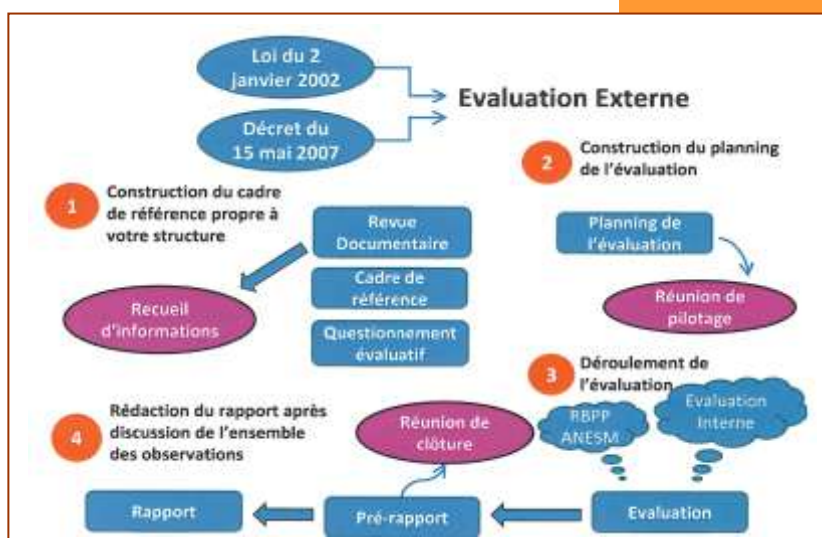 Loi du 2
janvier 2002
Décret du
15 mai 2007
Evaluation Externe
1
Construction du cadre
de référence propre à
votre structure
Revue
Documentaire
Cadre de
référence
Questionnement
évaluatif
Recueil
d'informations
2
Construction du planning
de l'évaluation
Planning de
l'évaluation
Réunion de
pilotage
3
Déroulement de
l'évaluation
RBPP
ANESM
Evaluation
Interne
Evaluation
4
Rédaction du rapport après
discussion de l'ensemble
des observations
Réunion de
clôture
Pré-rapport
Rapport